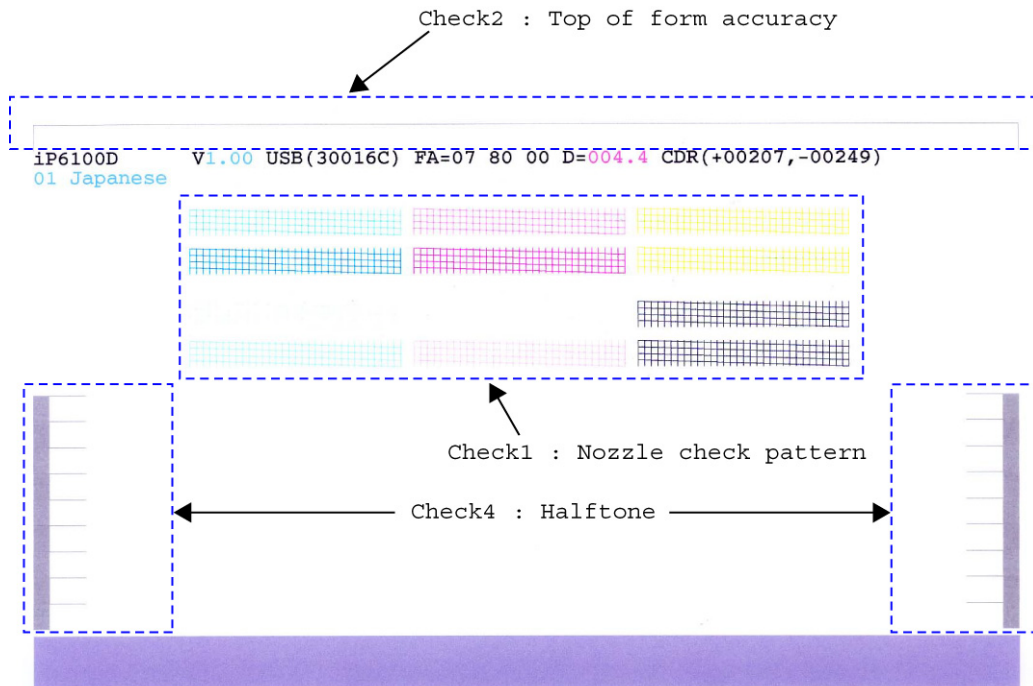 Check2 : Top of form accuracy
iP6100D V1.00 USB(30016C) FA=07 80 00 D=004.4 CDR(+00207,-00249)
01 Japanese
Check1 : Nozzle check pattern
Check4 : Halftone